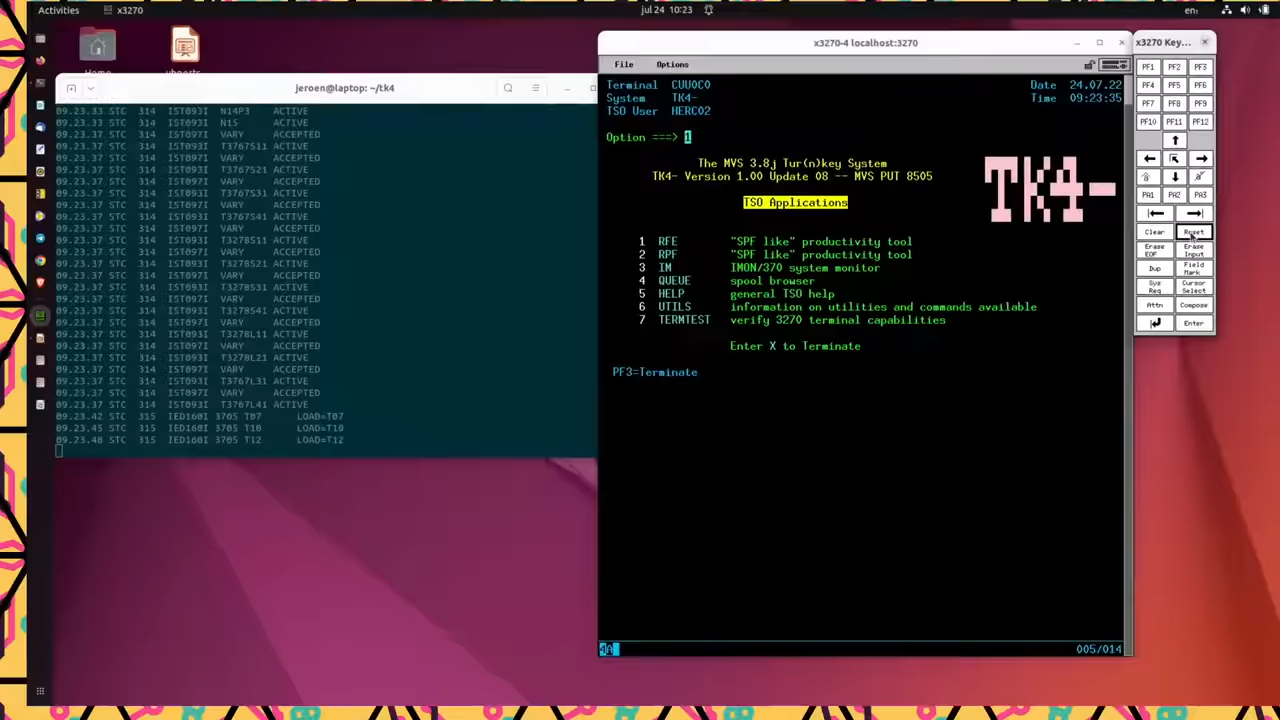 Activities
x3270
jul 24 10:23
en
Home
jeroen@laptop: ~/tk4
09.23.33 STC 314 IST093I N14P3 ACTIVE
09.23.33 STC 314 IST093I N15 ACTIVE
09.23.37 STC 314 IST097I VARY ACCEPTED
09.23.37 STC 314 IST093I T3767S11 ACTIVE
09.23.37 STC 314 IST097I VARY ACCEPTED
09.23.37 STC 314 IST093I T3767S21 ACTIVE
09.23.37 STC 314 IST097I VARY ACCEPTED
09.23.37 STC 314 IST093I T3767S31 ACTIVE
09.23.37 STC 314 IST097I VARY ACCEPTED
09.23.37 STC 314 IST093I T3767S41 ACTIVE
09.23.37 STC 314 IST097I VARY ACCEPTED
09.23.37 STC 314 IST093I T3278S11 ACTIVE
09.23.37 STC 314 IST097I VARY ACCEPTED
09.23.37 STC 314 IST093I T3278S21 ACTIVE
09.23.37 STC 314 IST097I VARY ACCEPTED
09.23.37 STC 314 IST093I T3278S31 ACTIVE
09.23.37 STC 314 IST097I VARY ACCEPTED
09.23.37 STC 314 IST093I T3278S41 ACTIVE
09.23.37 STC 314 IST097I VARY ACCEPTED
09.23.37 STC 314 IST093I T3278L11 ACTIVE
09.23.37 STC 314 IST097I VARY ACCEPTED
09.23.37 STC 314 IST093I T3278L21 ACTIVE
09.23.37 STC 314 IST097I VARY ACCEPTED
09.23.37 STC 314 IST093I T3767L31 ACTIVE
09.23.37 STC 314 IST097I VARY ACCEPTED
09.23.37 STC 314 IST093I T3767L41 ACTIVE
09.23.42 STC 315 IED160I 3705 T07 LOAD=T07
09.23.45 STC 315 IED160I 3705 T10 LOAD=T10
09.23.48 STC 315 IED160I 3705 T12 LOAD=T12
x3270-4 localhost:3270
File Options
Terminal CUU0C0 Date 24.07.22
System TK4- Time 09:23:35
TSO User HERC02
Option ===> 1
The MVS 3.8j Tur(n)key System
TK4- Version 1.00 Update 08 -- MVS PUT 8505
TK4-
TSO Applications
1 RFE "SPF like" productivity tool
2 RPF "SPF like" productivity tool
3 IM IMON/370 system monitor
4 QUEUE spool browser
5 HELP general TSO help
6 UTILS information on utilities and commands available
7 TERMTEST verify 3270 terminal capabilities
Enter X to Terminate
PF3=Terminate
4A
005/014
x3270 Key...
PF1 PF2 PF3
PF4 PF5 PF6
PF7 PF8 PF9
PF10 PF11 PF12
PA1 PA2 PA3
Clear Reset
Erase EOF Erase Input
Dup Field Mark
Sys Req Cursor Select
Attn Compose
Enter